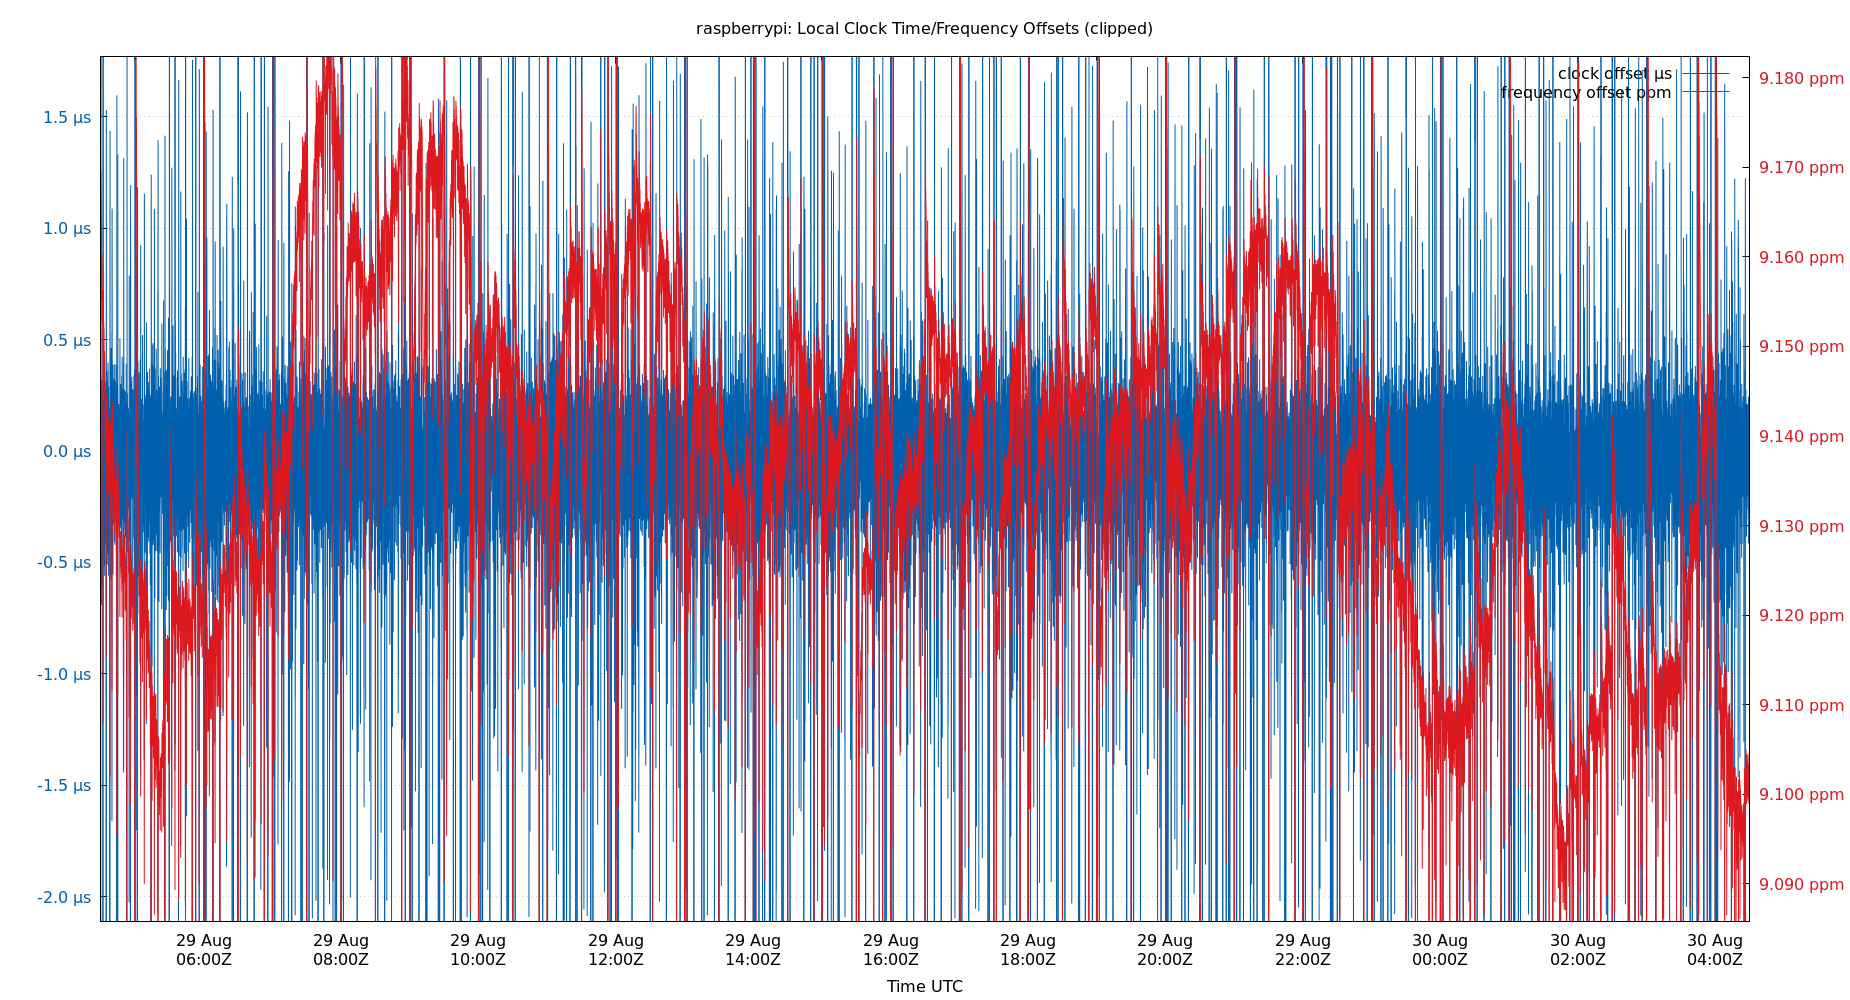 raspberrypi: Local Clock Time/Frequency Offsets (clipped)
clock offset µs
frequency offset ppm
1.5 µs
1.0 µs
0.5 µs
0.0 µs
-0.5 µs
-1.0 µs
-1.5 µs
-2.0 µs
9.180 ppm
9.170 ppm
9.160 ppm
9.150 ppm
9.140 ppm
9.130 ppm
9.120 ppm
9.110 ppm
9.100 ppm
9.090 ppm
29 Aug 29 Aug 29 Aug 29 Aug 29 Aug 29 Aug 29 Aug 29 Aug 29 Aug 30 Aug 30 Aug 30 Aug
06:00Z 08:00Z 10:00Z 12:00Z 14:00Z 16:00Z 18:00Z 20:00Z 22:00Z 00:00Z 02:00Z 04:00Z
Time UTC